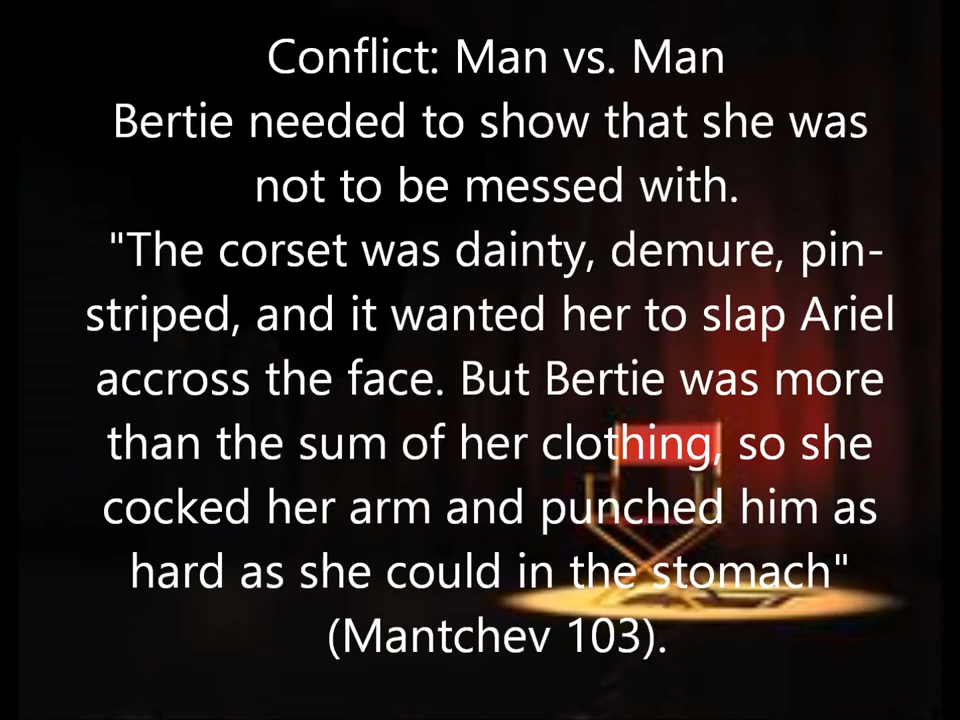 Conflict: Man vs. Man
Bertie needed to show that she was
not to be messed with.
"The corset was dainty, demure, pin-
striped, and it wanted her to slap Ariel
accross the face. But Bertie was more
than the sum of her clothing, so she
cocked her arm and punched him as
hard as she could in the stomach"
(Mantchev 103).